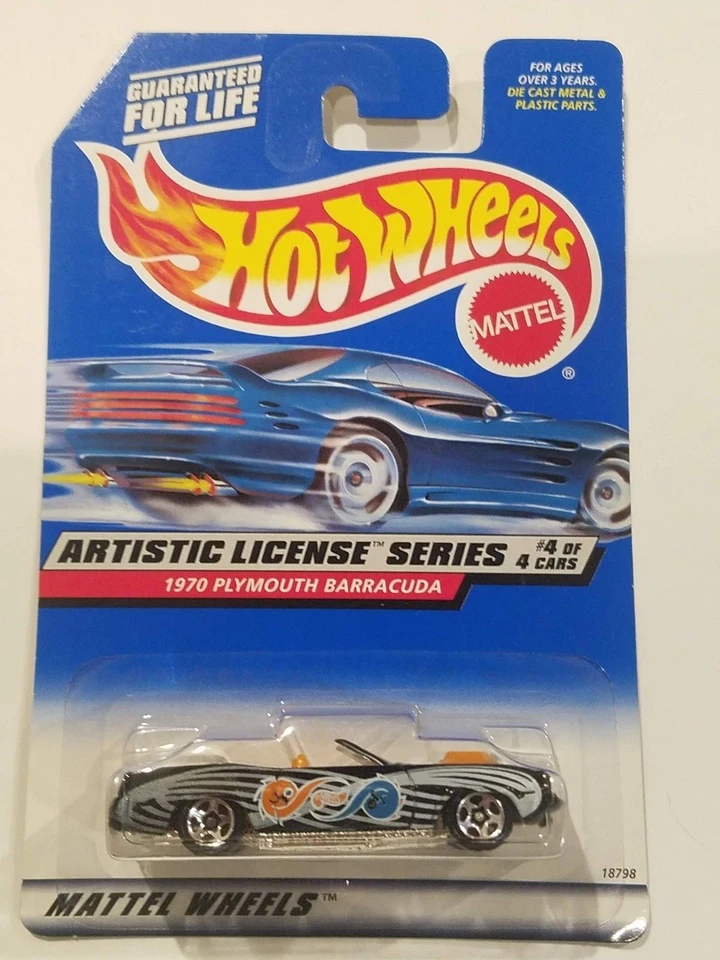 GUARANTEED
FOR LIFE
FOR AGES
OVER 3 YEARS.
DIE CAST METAL &
PLASTIC PARTS.
HOT WHEELS
MATTEL
®
ARTISTIC LICENSE™ SERIES #4 OF
4 CARS
1970 PLYMOUTH BARRACUDA
18798
MATTEL WHEELS™